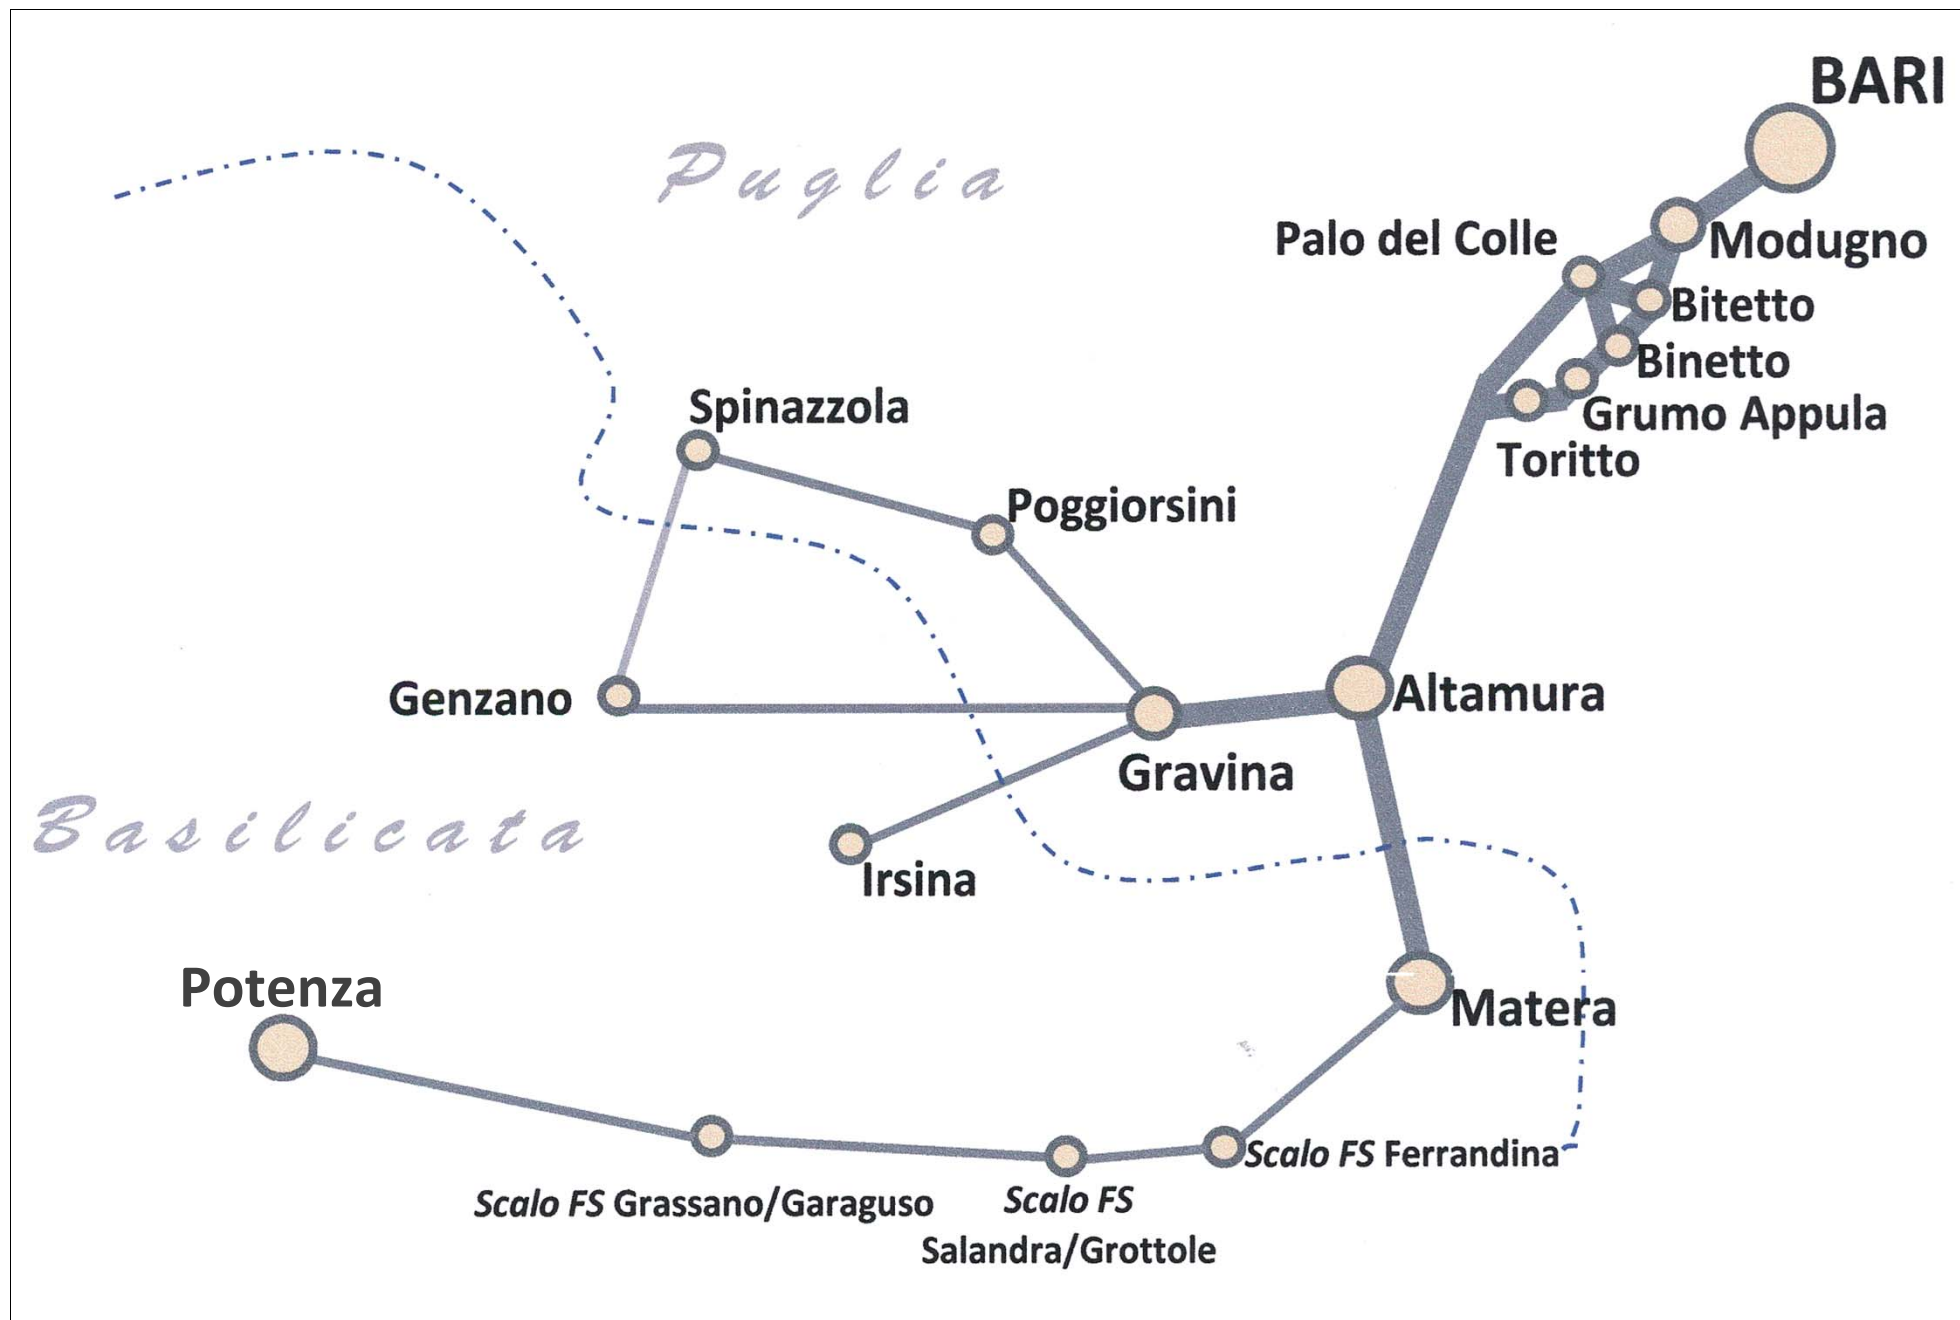 BARI
Puglia
Palo del Colle
Modugno
Bitetto
Binetto
Spinazzola
Grumo Appula
Toritto
Poggiorsini
Genzano
Altamura
Gravina
Basilicata
Irsina
Potenza
Matera
Scalo FS Ferrandina
Scalo FS Grassano/Garaguso
Scalo FS
Salandra/Grottole